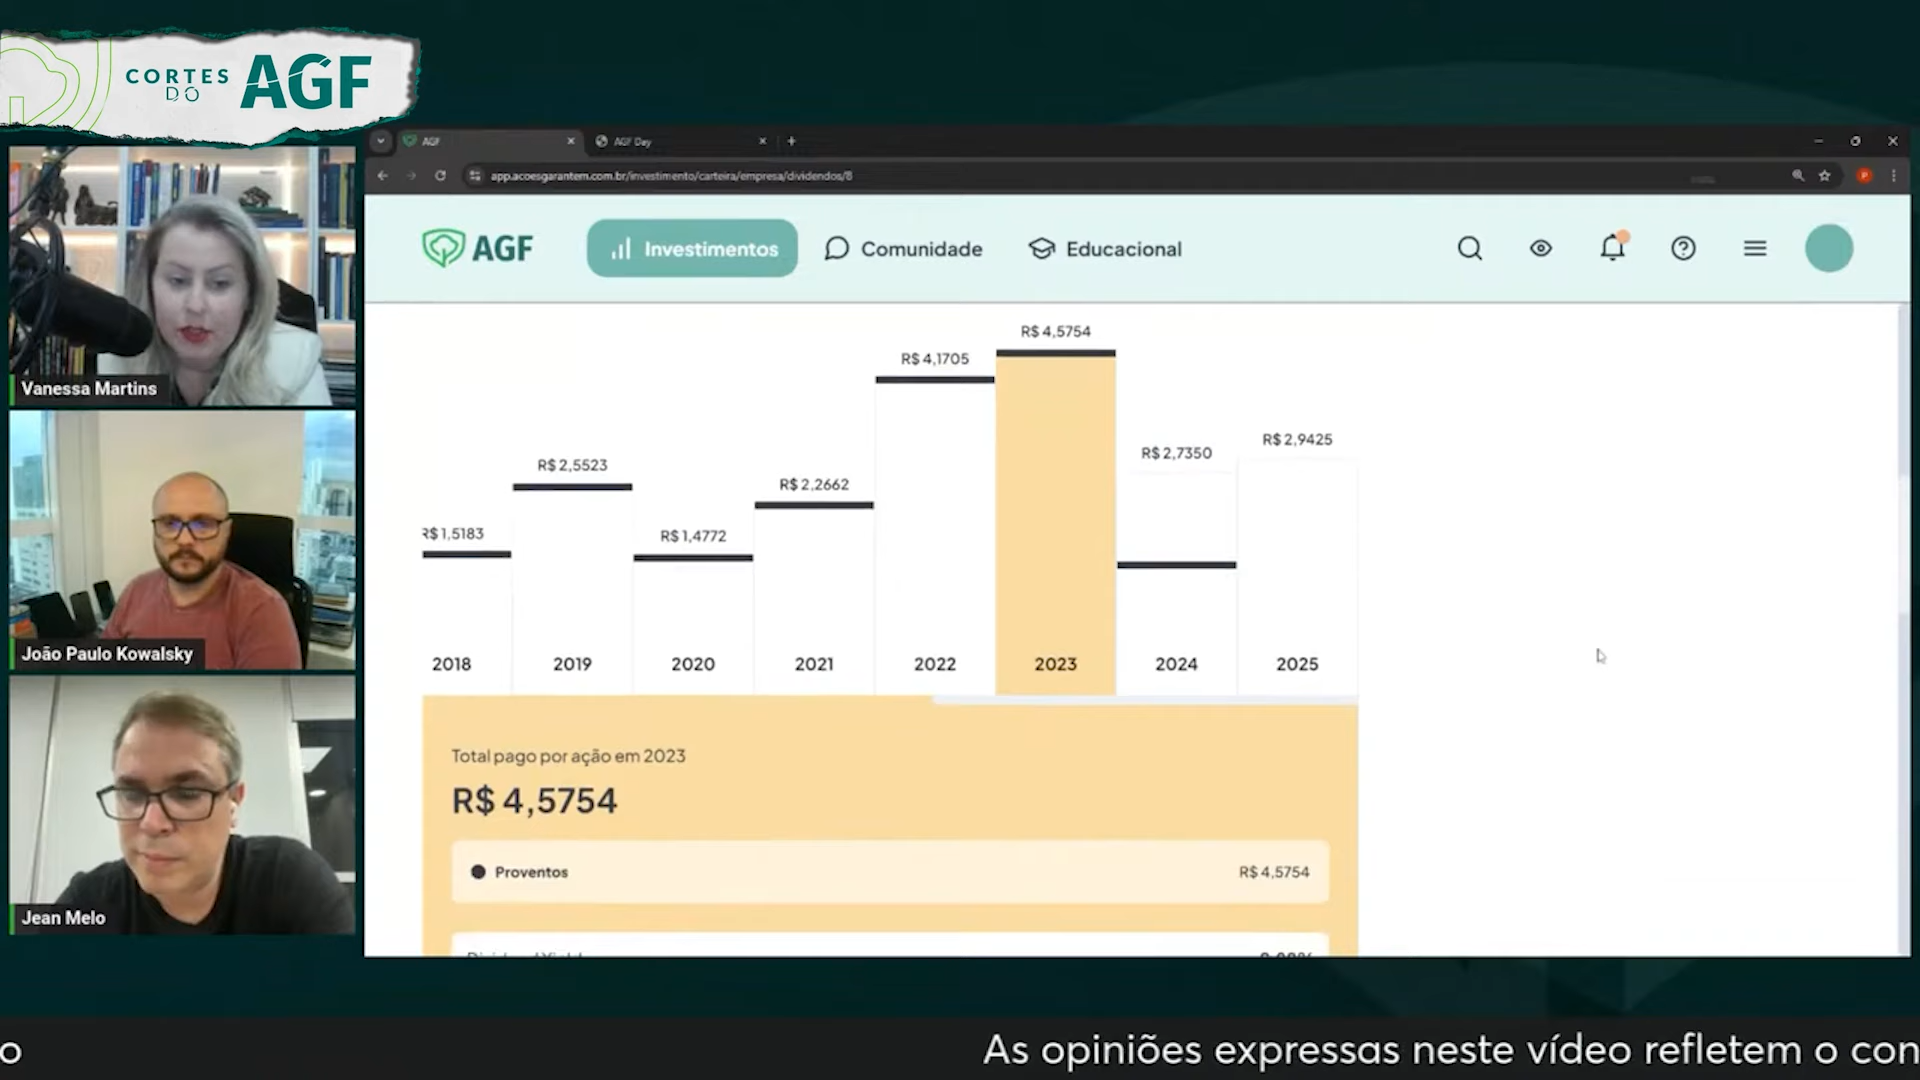 CORTES
DO
AGF
Vanessa Martins
João Paulo Kowalsky
Jean Melo
AGF
AGF Day
app.acoesgarantem.com.br/investimento/carteira/empresa/dividendos/8
P
AGF
Investimentos
Comunidade
Educacional
R$ 4,5754
R$ 4,1705
R$ 2,9425
R$ 2,7350
R$ 2,5523
R$ 2,2662
R$ 1,5183
R$ 1,4772
2018
2019
2020
2021
2022
2023
2024
2025
Total pago por ação em 2023
R$ 4,5754
Proventos
R$ 4,5754
o
As opiniões expressas neste vídeo refletem o con